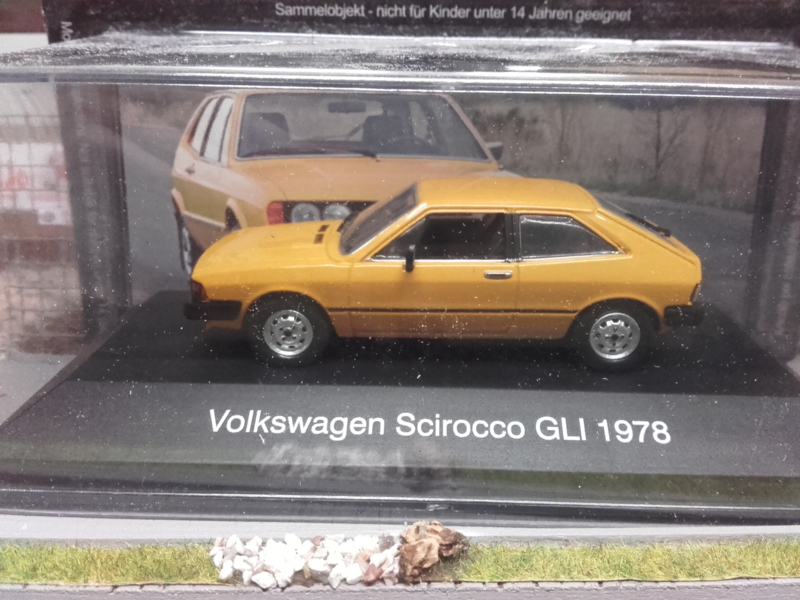 Sammelobjekt - nicht für Kinder unter 14 Jahren geeignet
Volkswagen Scirocco GLI 1978